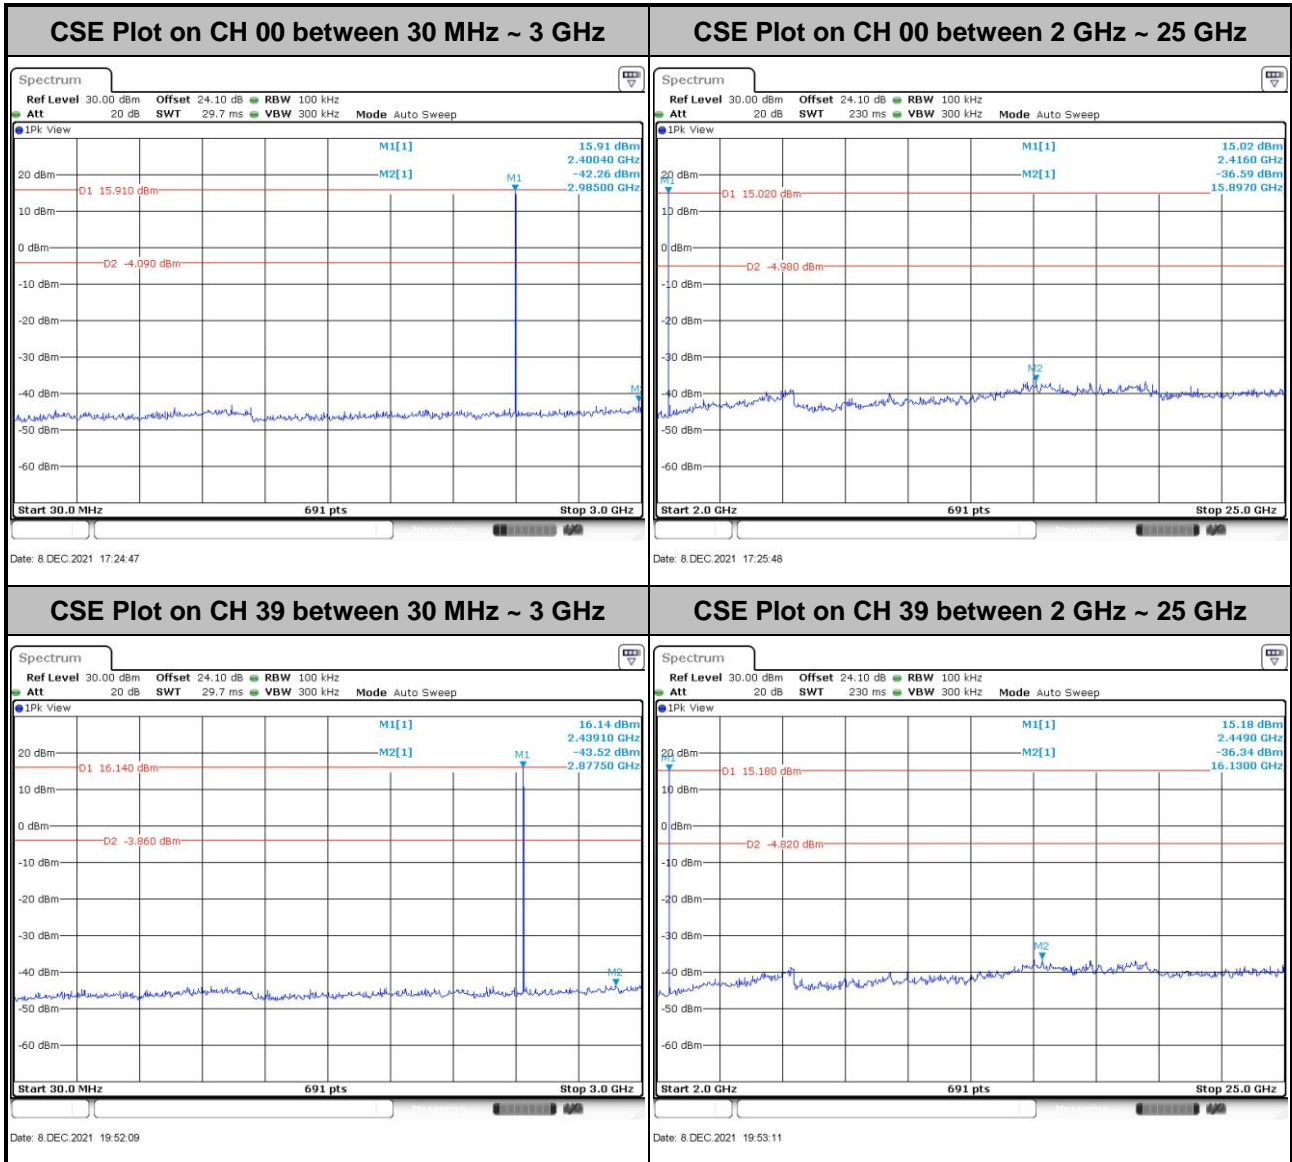 CSE Plot on CH 00 between 30 MHz ~ 3 GHz
Spectrum
Ref Level 30.00 dBm Offset 24.10 dB RBW 100 kHz
Att 20 dB SWT 29.7 ms VBW 300 kHz Mode Auto Sweep
1Pk View
M1[1] 15.91 dBm
2.40040 GHz
20 dBm M2[1] -42.26 dBm
M1
2.98500 GHz
D1 15.910 dBm
10 dBm
0 dBm
D2 -4.090 dBm
-10 dBm
-20 dBm
-30 dBm
-40 dBm
-50 dBm
-60 dBm
Start 30.0 MHz 691 pts Stop 3.0 GHz
Date: 8.DEC.2021 17:24:47
CSE Plot on CH 00 between 2 GHz ~ 25 GHz
Spectrum
Ref Level 30.00 dBm Offset 24.10 dB RBW 100 kHz
Att 20 dB SWT 230 ms VBW 300 kHz Mode Auto Sweep
1Pk View
M1[1] 15.02 dBm
2.4160 GHz
20 dBm M2[1] -36.59 dBm
M1
15.8970 GHz
D1 15.020 dBm
10 dBm
0 dBm
D2 -4.980 dBm
-10 dBm
-20 dBm
-30 dBm
M2
-40 dBm
-50 dBm
-60 dBm
Start 2.0 GHz 691 pts Stop 25.0 GHz
Date: 8.DEC.2021 17:25:48
CSE Plot on CH 39 between 30 MHz ~ 3 GHz
Spectrum
Ref Level 30.00 dBm Offset 24.10 dB RBW 100 kHz
Att 20 dB SWT 29.7 ms VBW 300 kHz Mode Auto Sweep
1Pk View
M1[1] 16.14 dBm
2.43910 GHz
20 dBm M2[1] -43.52 dBm
M1
2.87750 GHz
D1 16.140 dBm
10 dBm
0 dBm
D2 -3.860 dBm
-10 dBm
-20 dBm
-30 dBm
-40 dBm M2
-50 dBm
-60 dBm
Start 30.0 MHz 691 pts Stop 3.0 GHz
Date: 8.DEC.2021 19:52:09
CSE Plot on CH 39 between 2 GHz ~ 25 GHz
Spectrum
Ref Level 30.00 dBm Offset 24.10 dB RBW 100 kHz
Att 20 dB SWT 230 ms VBW 300 kHz Mode Auto Sweep
1Pk View
M1[1] 15.18 dBm
2.4490 GHz
20 dBm M2[1] -36.34 dBm
M1
16.1300 GHz
D1 15.180 dBm
10 dBm
0 dBm
D2 -4.820 dBm
-10 dBm
-20 dBm
-30 dBm
M2
-40 dBm
-50 dBm
-60 dBm
Start 2.0 GHz 691 pts Stop 25.0 GHz
Date: 8.DEC.2021 19:53:11